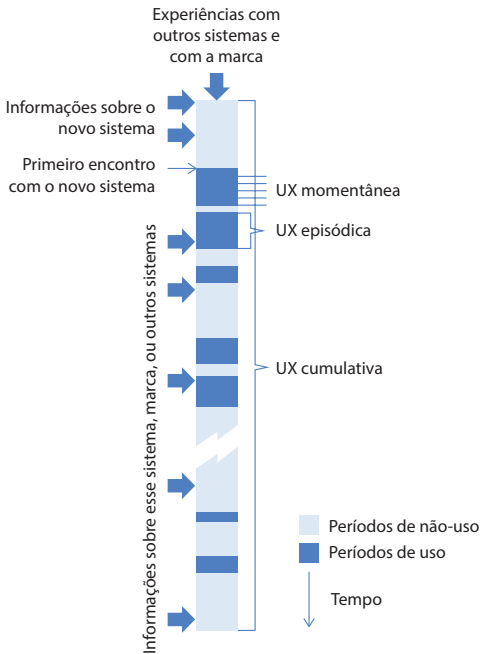 Experiências com
outros sistemas e
com a marca
Informações sobre o
novo sistema
Primeiro encontro
com o novo sistema
UX momentânea
UX episódica
UX cumulativa
Informações sobre esse sistema, marca, ou outros sistemas
Períodos de não-uso
Períodos de uso
Tempo